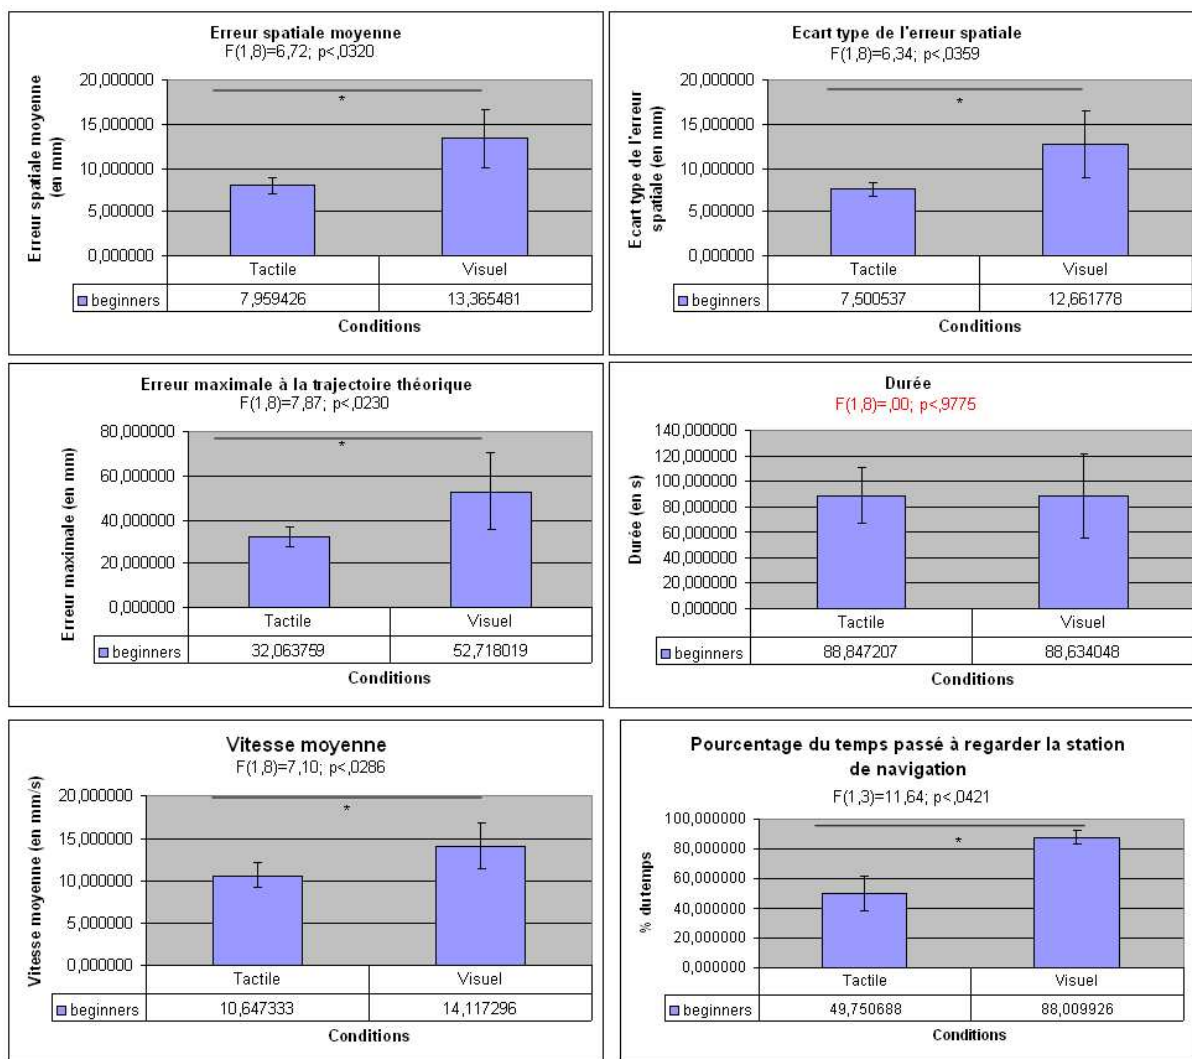 Erreur spatiale moyenne
F(1,8)=6,72; p<,0320
Erreur spatiale moyenne
(en mm)
20,000000
15,000000
10,000000
5,000000
0,000000
*
Tactile Visuel
beginners 7,959426 13,365481
Conditions
Ecart type de l'erreur spatiale
F(1,8)=6,34; p<,0359
Ecart type de l'erreur
spatiale (en mm)
20,000000
15,000000
10,000000
5,000000
0,000000
*
Tactile Visuel
beginners 7,500537 12,661778
Conditions
Erreur maximale à la trajectoire théorique
F(1,8)=7,87; p<,0230
Erreur maximale (en mm)
80,000000
60,000000
40,000000
20,000000
0,000000
*
Tactile Visuel
beginners 32,063759 52,718019
Conditions
Durée
F(1,8)=,00; p<,9775
Durée (en s)
140,000000
120,000000
100,000000
80,000000
60,000000
40,000000
20,000000
0,000000
Tactile Visuel
beginners 88,847207 88,634048
Conditions
Vitesse moyenne
F(1,8)=7,10; p<,0286
Vitesse moyenne (en mm/s)
20,000000
15,000000
10,000000
5,000000
0,000000
*
Tactile Visuel
beginners 10,647333 14,117296
Conditions
Pourcentage du temps passé à regarder la station
de navigation
F(1,3)=11,64; p<,0421
% du temps
100,000000
80,000000
60,000000
40,000000
20,000000
0,000000
*
Tactile Visuel
beginners 49,750688 88,009926
Conditions